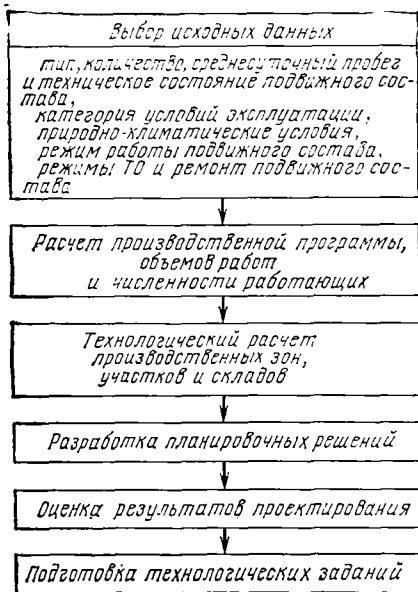 Выбор исходных данных
тип, количество, среднесуточный пробег
и техническое состояние подвижного сос-
тава,
категория условий эксплуатации,
природно-климатические условия,
режим работы подвижного состава,
режимы ТО и ремонт подвижного сос-
тава
Расчет производственной программы,
объемов работ
и численности работающих
Технологический расчет
производственных зон,
участков и складов
Разработка планировочных решений
Оценка результатов проектирования
Подготовка технологических заданий